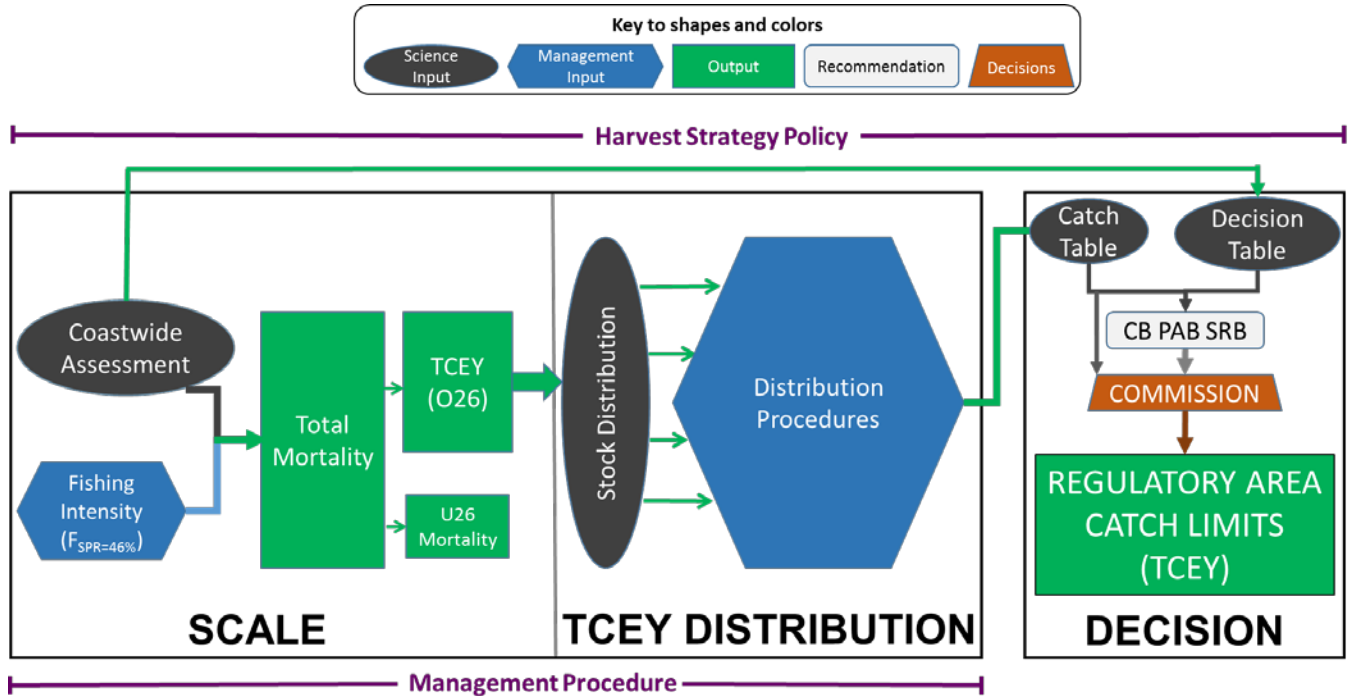 Key to shapes and colors
Science
Input
Management
Input
Output
Recommendation
Decisions
Harvest Strategy Policy
Coastwide
Assessment
Fishing
Intensity
(FSPR=46%)
Total
Mortality
TCEY
(O26)
U26
Mortality
SCALE
Stock Distribution
Distribution
Procedures
TCEY DISTRIBUTION
Catch
Table
Decision
Table
CB PAB SRB
COMMISSION
REGULATORY AREA
CATCH LIMITS
(TCEY)
DECISION
Management Procedure